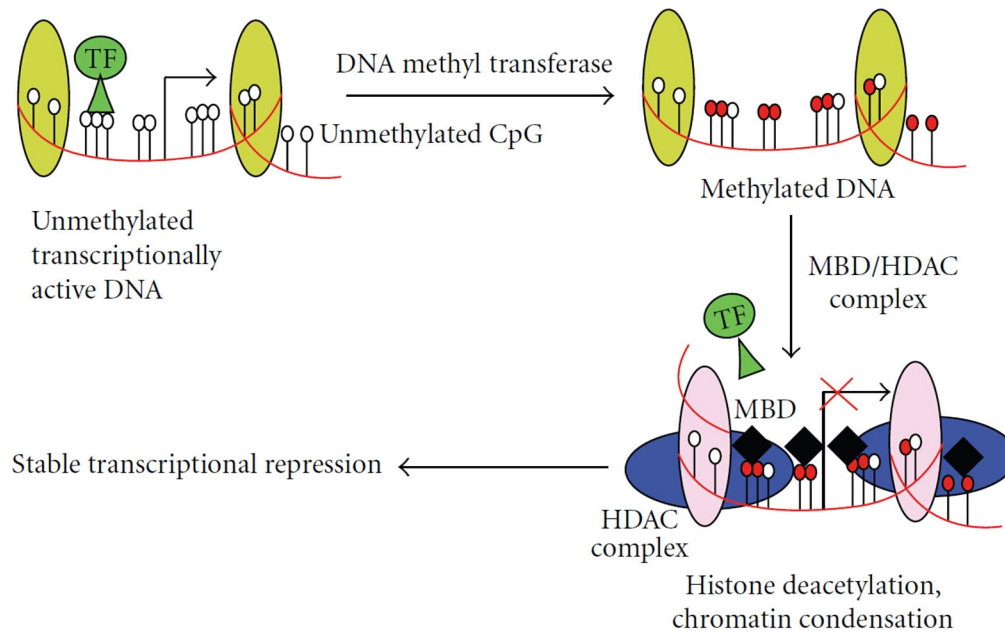 TF
DNA methyl transferase
Unmethylated CpG
Unmethylated
transcriptionally
active DNA
Methylated DNA
MBD/HDAC
complex
TF
MBD
Stable transcriptional repression
HDAC
complex
Histone deacetylation,
chromatin condensation